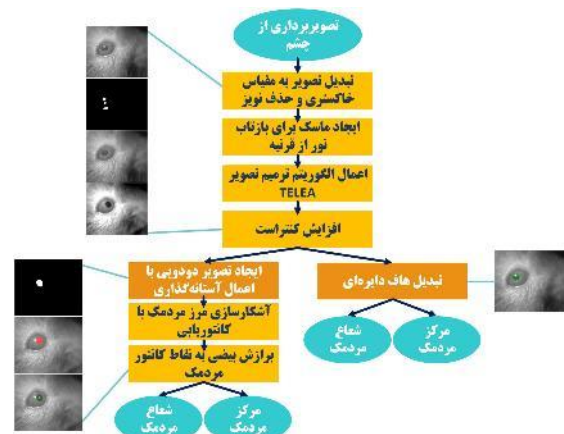 تصویربرداری از
چشم
تبدیل تصویر به مقیاس
خاکستری و حذف نویز
ایجاد ماسک برای بازتاب
نور از قرنیه
اعمال الگوریتم ترمیم تصویر
TELEA
افزایش کنتراست
ایجاد تصویر دودویی با
اعمال آستانه‌گذاری
آشکارسازی مرز مردمک با
کانتوریابی
برازش بیضی به نقاط کانتور
مردمک
مرکز
مردمک
شعاع
مردمک
تبدیل هاف دایره‌ای
مرکز
مردمک
شعاع
مردمک